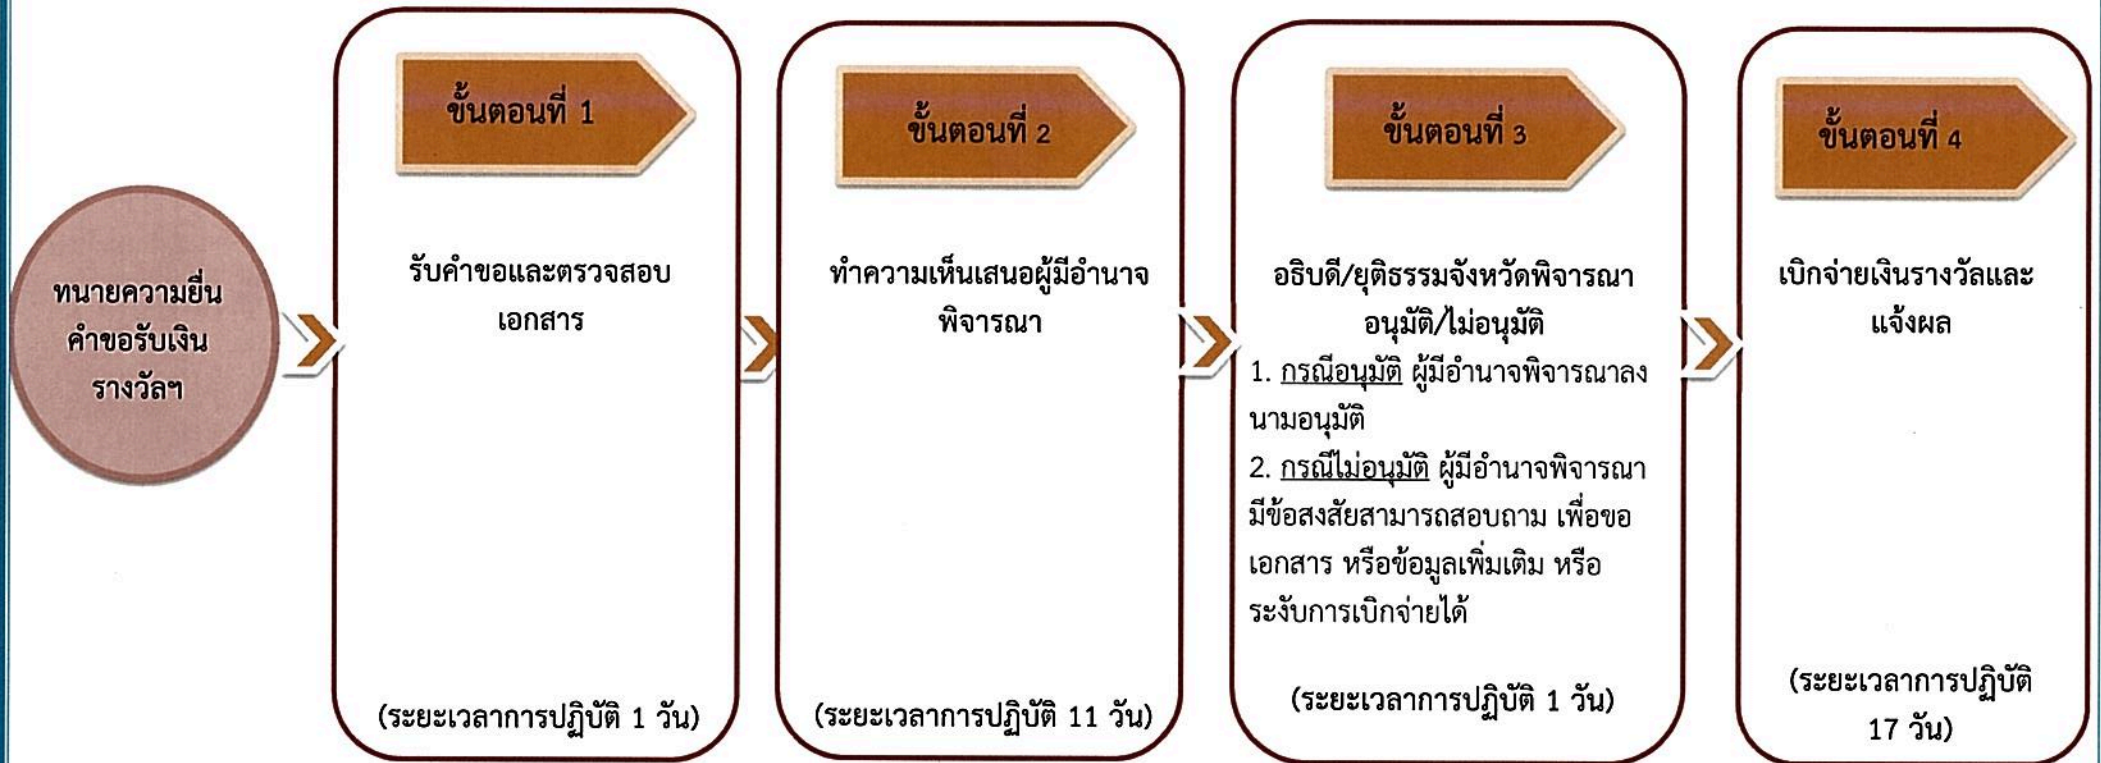 ทนายความยื่น
คำขอรับเงิน
รางวัลฯ
ขั้นตอนที่ 1
รับคำขอและตรวจสอบ
เอกสาร
(ระยะเวลาการปฏิบัติ 1 วัน)
ขั้นตอนที่ 2
ทำความเห็นเสนอผู้มีอำนาจ
พิจารณา
(ระยะเวลาการปฏิบัติ 11 วัน)
ขั้นตอนที่ 3
อธิบดี/ยุติธรรมจังหวัดพิจารณา
อนุมัติ/ไม่อนุมัติ
1. กรณีอนุมัติ ผู้มีอำนาจพิจารณาลง
นามอนุมัติ
2. กรณีไม่อนุมัติ ผู้มีอำนาจพิจารณา
มีข้อสงสัยสามารถสอบถาม เพื่อขอ
เอกสาร หรือข้อมูลเพิ่มเติม หรือ
ระงับการเบิกจ่ายได้
(ระยะเวลาการปฏิบัติ 1 วัน)
ขั้นตอนที่ 4
เบิกจ่ายเงินรางวัลและ
แจ้งผล
(ระยะเวลาการปฏิบัติ
17 วัน)